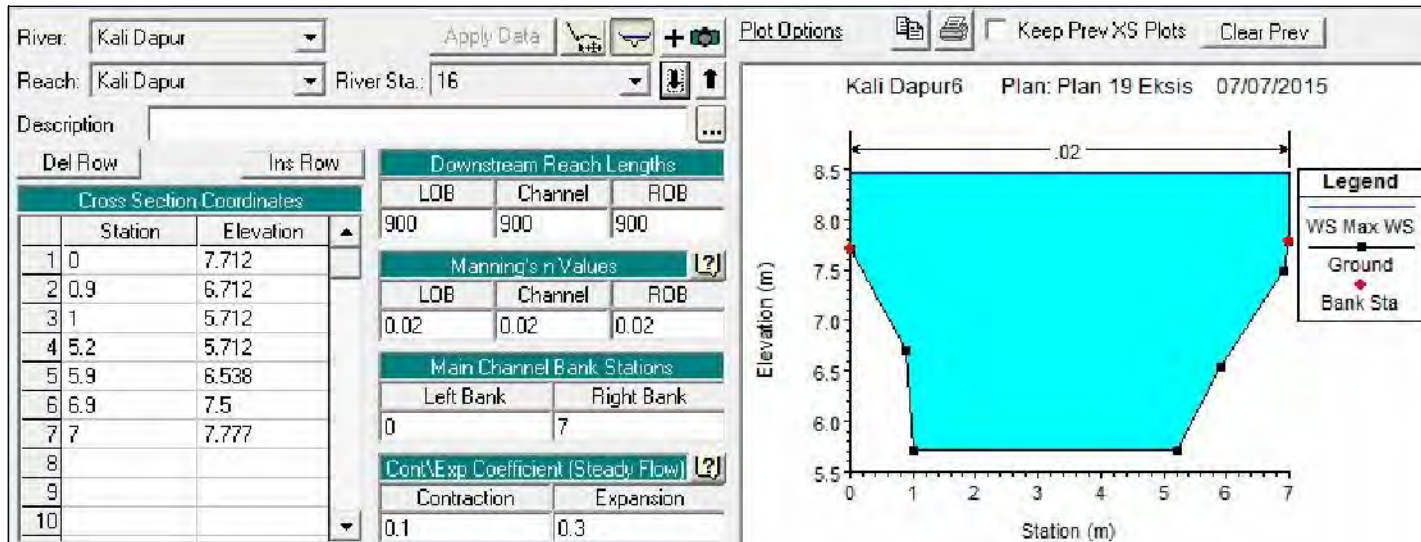 River: Kali Dapur Apply Data
Reach: Kali Dapur River Sta.: 16
Description ...
Del Row Ins Row
Cross Section Coordinates
Station Elevation
1 0 7.712
2 0.9 6.712
3 1 5.712
4 5.2 5.712
5 5.9 6.538
6 6.9 7.5
7 7 7.777
8
9
10
Downstream Reach Lengths
LOB Channel ROB
900 900 900
Manning's n Values ?
LOB Channel ROB
0.02 0.02 0.02
Main Channel Bank Stations
Left Bank Right Bank
0 7
Cont\Exp Coefficient (Steady Flow) ?
Contraction Expansion
0.1 0.3
Plot Options Keep Prev XS Plots Clear Prev
Kali Dapur6 Plan: Plan 19 Eksis 07/07/2015
.02
8.5
8.0
7.5
7.0
6.5
6.0
5.5
Elevation (m)
0 1 2 3 4 5 6 7
Station (m)
Legend
WS Max WS
Ground
Bank Sta